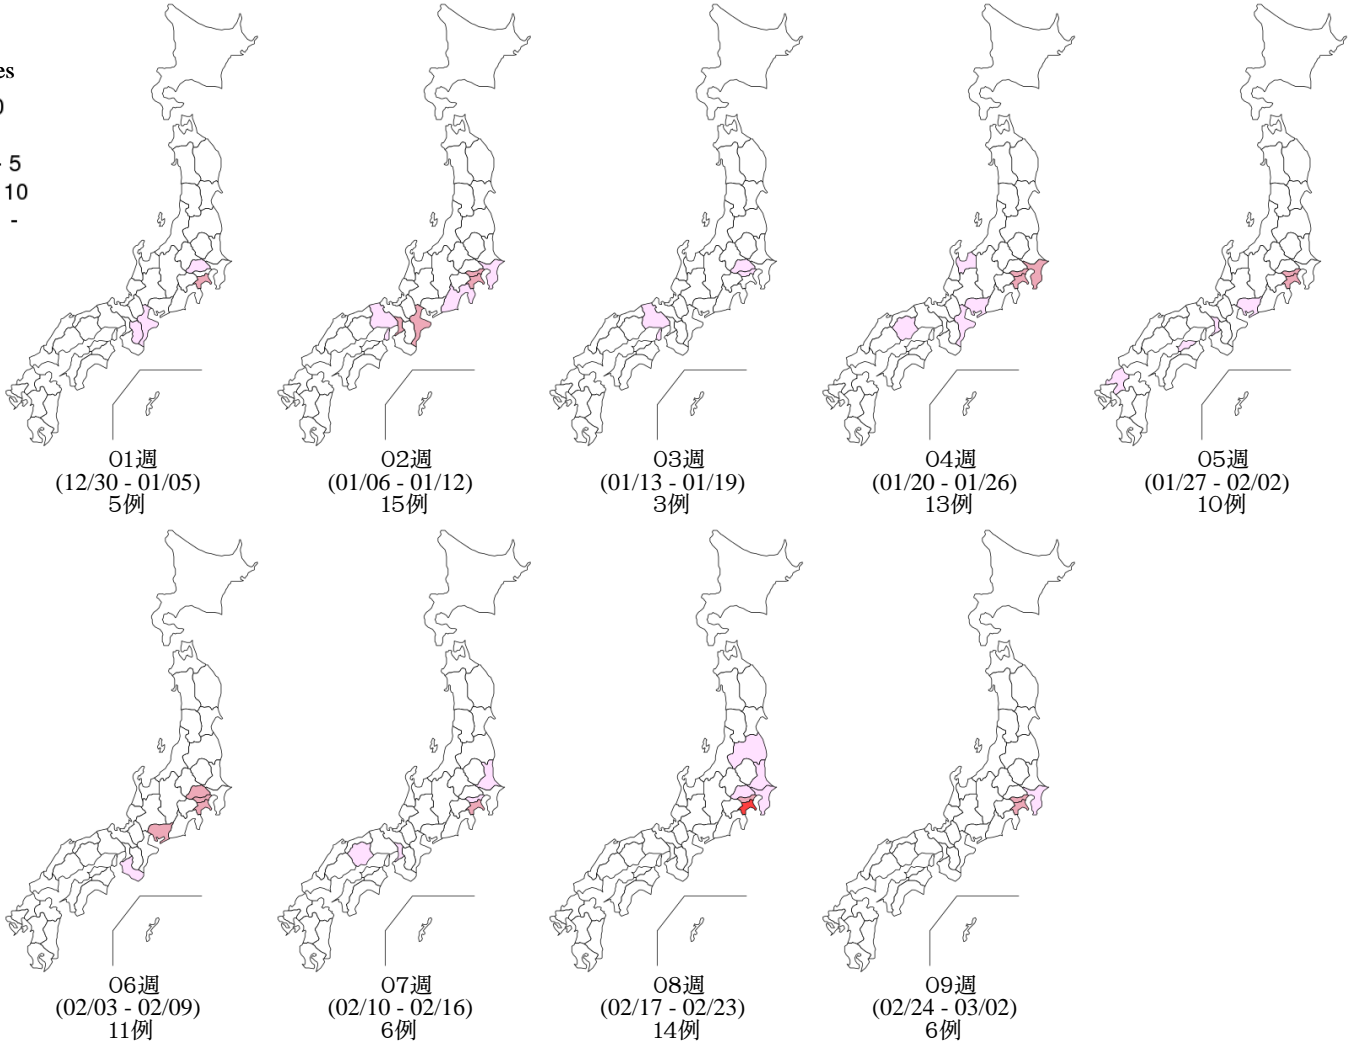 es
0
- 5
10
-
01週
(12/30 - 01/05)
5例
02週
(01/06 - 01/12)
15例
03週
(01/13 - 01/19)
3例
04週
(01/20 - 01/26)
13例
05週
(01/27 - 02/02)
10例
06週
(02/03 - 02/09)
11例
07週
(02/10 - 02/16)
6例
08週
(02/17 - 02/23)
14例
09週
(02/24 - 03/02)
6例